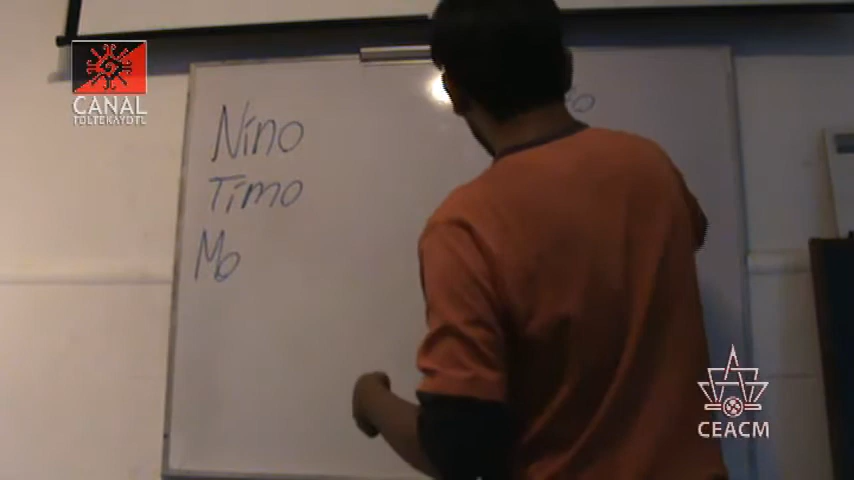 CANAL
TOLTEKAYOTL
Nino
Timo
Mo
CEACM